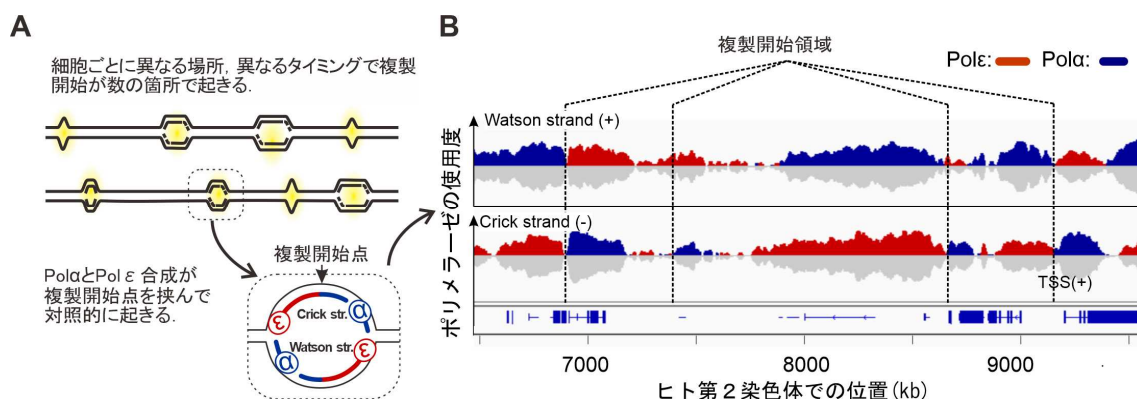 A
細胞ごとに異なる場所, 異なるタイミングで複製
開始が数の箇所で起きる.
PolαとPol ε 合成が
複製開始点を挟んで
対照的に起きる.
複製開始点
ε
Crick str.
α
Watson str.
α
ε
B
複製開始領域
Polε:
Polα:
ポリメラーゼの使用度
Watson strand (+)
Crick strand (-)
TSS(+)
7000
8000
9000
ヒト第2染色体での位置(kb)